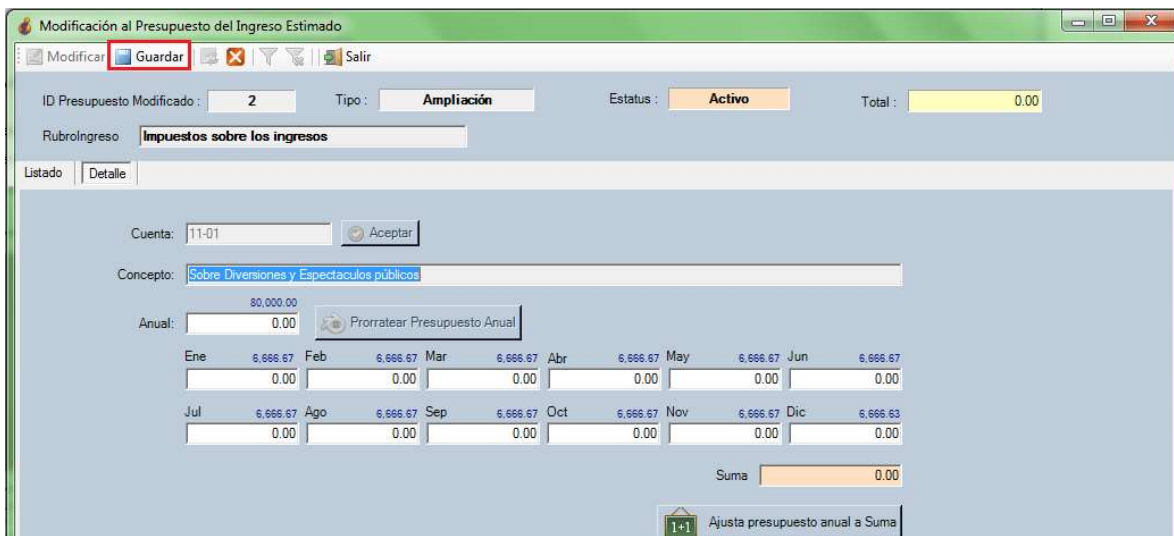 Modificación al Presupuesto del Ingreso Estimado
Modificar Guardar Salir
ID Presupuesto Modificado : 2 Tipo : Ampliación Estatus : Activo Total : 0.00
RubroIngreso Impuestos sobre los ingresos
Listado Detalle
Cuenta: 11-01 Aceptar
Concepto: Sobre Diversiones y Espectaculos públicos
80,000.00
Anual: 0.00 Prorratear Presupuesto Anual
Ene 6,666.67 Feb 6,666.67 Mar 6,666.67 Abr 6,666.67 May 6,666.67 Jun 6,666.67
0.00 0.00 0.00 0.00 0.00 0.00
Jul 6,666.67 Ago 6,666.67 Sep 6,666.67 Oct 6,666.67 Nov 6,666.67 Dic 6,666.63
0.00 0.00 0.00 0.00 0.00 0.00
Suma 0.00
1+1 Ajusta presupuesto anual a Suma